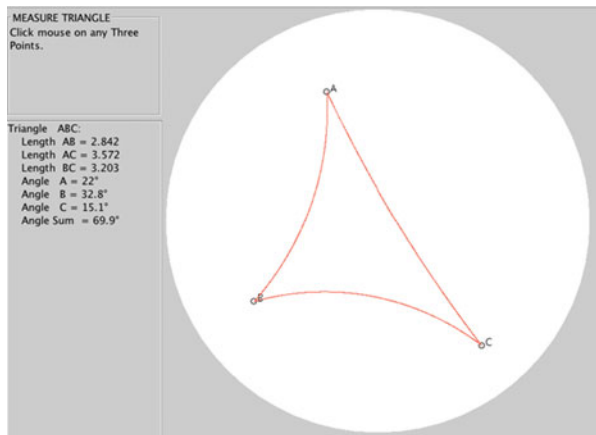 MEASURE TRIANGLE
Click mouse on any Three
Points.
Triangle ABC:
Length AB = 2.842
Length AC = 3.572
Length BC = 3.203
Angle A = 22°
Angle B = 32.8°
Angle C = 15.1°
Angle Sum = 69.9°
A
B
C